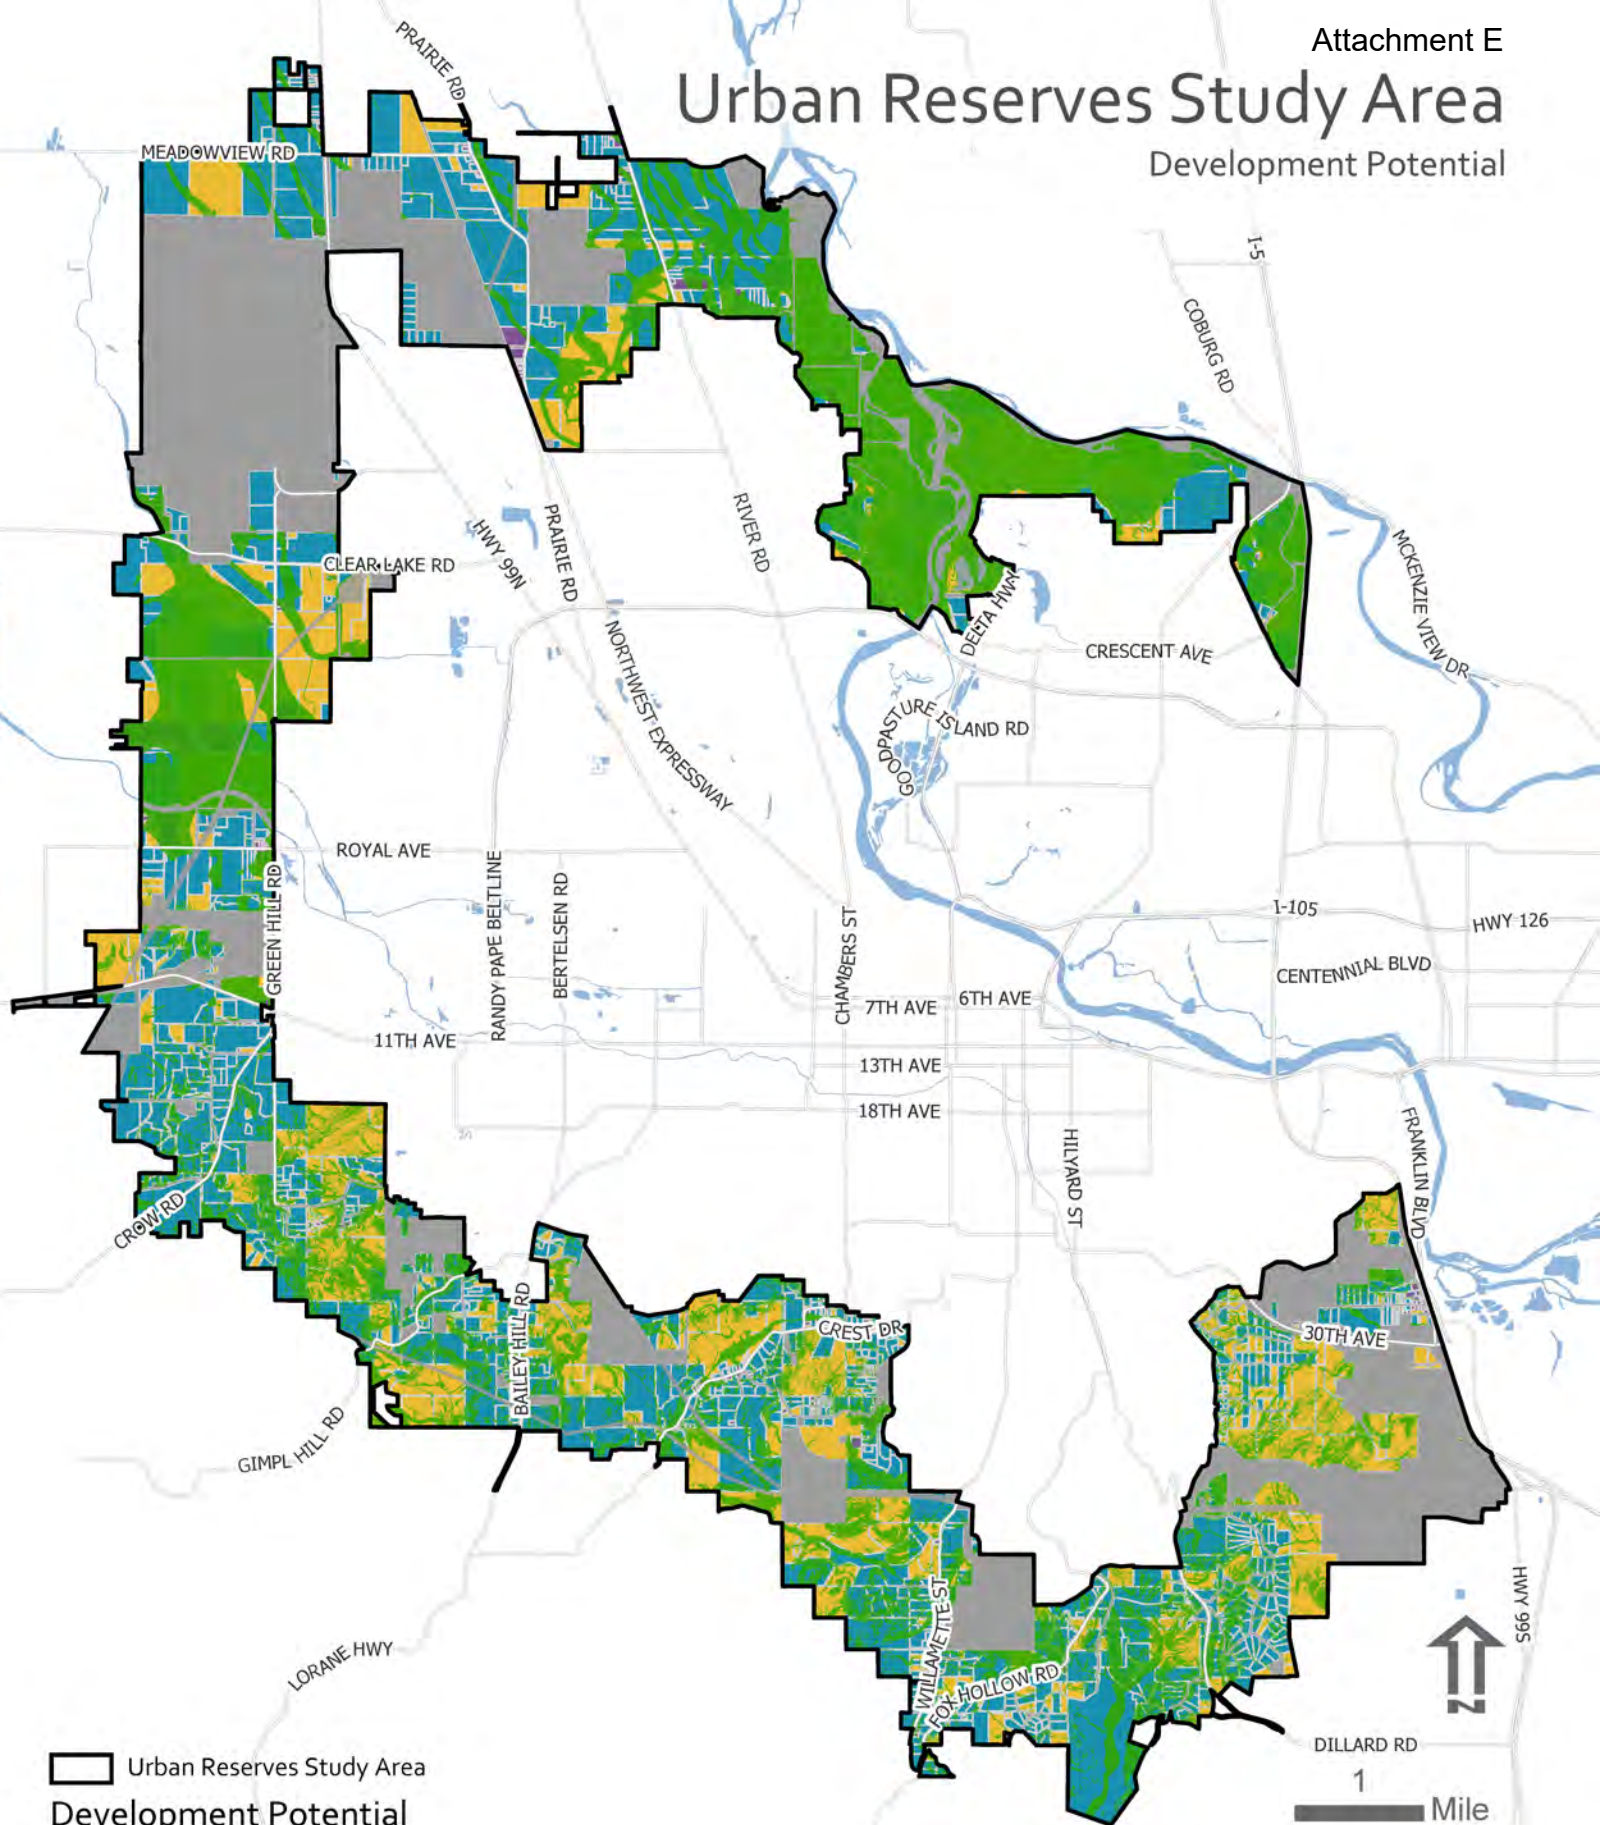 Attachment E
Urban Reserves Study Area
Development Potential
PRAIRIE RD
MEADOWVIEW RD
I-5
COBURG RD
RIVER RD
PRAIRIE RD
HWY 99N
CLEAR LAKE RD
MCKENZIE VIEW DR
DELTA HWY
CRESCENT AVE
NORTHWEST EXPRESSWAY
GOODPASTURE ISLAND RD
ROYAL AVE
GREEN HILL RD
RANDY PAPE BELTLINE
BERTELSEN RD
CHAMBERS ST
I-105
HWY 126
CENTENNIAL BLVD
7TH AVE
6TH AVE
11TH AVE
13TH AVE
18TH AVE
HILYARD ST
FRANKLIN BLVD
CROW RD
BAILEY HILL RD
CREST DR
30TH AVE
GIMPL HILL RD
HWY 99S
WILLAMETTE ST
FOX HOLLOW RD
LORANE HWY
N
DILLARD RD
1
Mile
Urban Reserves Study Area
Development Potential